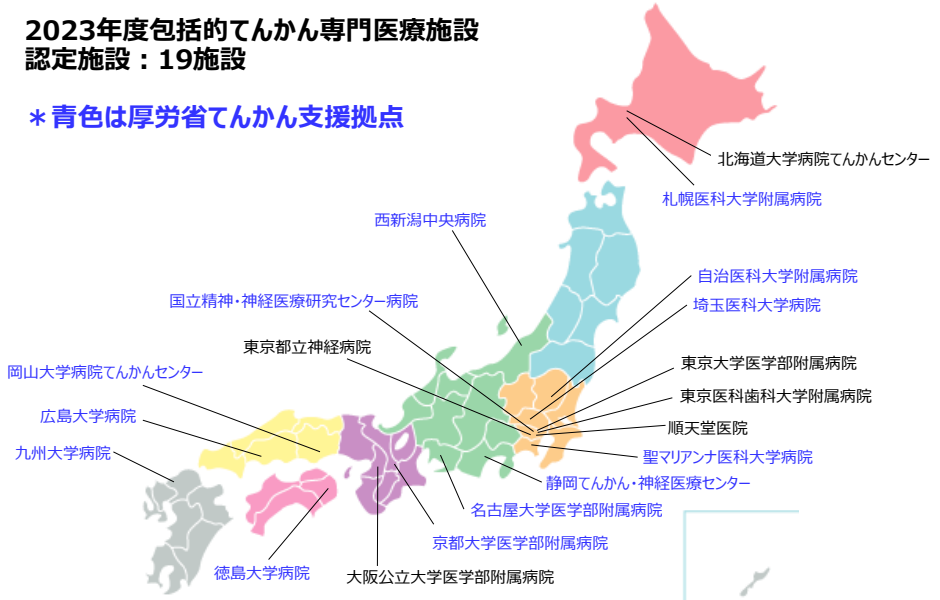 2023年度包括的てんかん専門医療施設
認定施設：19施設
＊青色は厚労省てんかん支援拠点
北海道大学病院てんかんセンター
札幌医科大学附属病院
西新潟中央病院
自治医科大学附属病院
国立精神・神経医療研究センター病院
埼玉医科大学病院
東京都立神経病院
東京大学医学部附属病院
岡山大学病院てんかんセンター
東京医科歯科大学附属病院
広島大学病院
順天堂医院
九州大学病院
聖マリアンナ医科大学病院
静岡てんかん・神経医療センター
名古屋大学医学部附属病院
京都大学医学部附属病院
徳島大学病院
大阪公立大学医学部附属病院